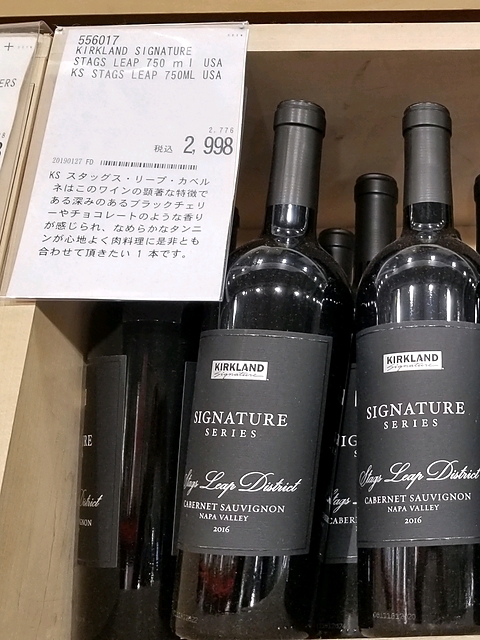 556017
KIRKLAND SIGNATURE
STAGS LEAP 750 ml USA
KS STAGS LEAP 750ML USA
2,776
税込 2,998
20190127 FD
KS スタッグス・リープ・カベル
ネはこのワインの顕著な特徴で
ある深みのあるブラックチェリ
ーやチョコレートのような香り
が感じられ、なめらかなタンニ
ンが心地よく肉料理に是非とも
合わせて頂きたい１本です。
ERS
KIRKLAND
Signature
SIGNATURE
SERIES
Stags Leap District
CABERNET SAUVIGNON
NAPA VALLEY
2016
KIRKLAND
Signature
SIGNATURE
SERIES
Stags Leap District
CABERNET SAUVIGNON
NAPA VALLEY
2016